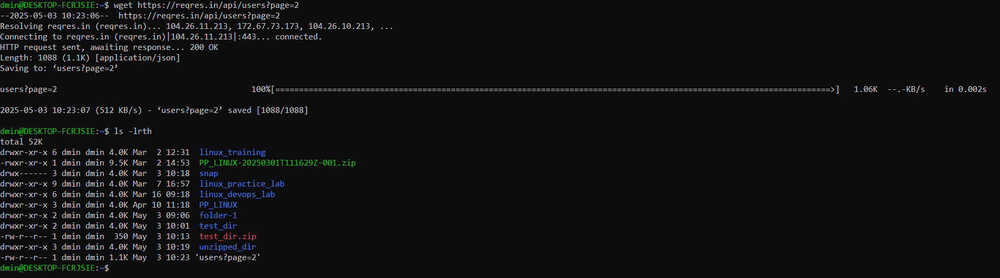 dmin@DESKTOP-FCRJSIE:~$ wget https://reqres.in/api/users?page=2
--2025-05-03 10:23:06--  https://reqres.in/api/users?page=2
Resolving reqres.in (reqres.in)... 104.26.11.213, 172.67.73.173, 104.26.10.213, ...
Connecting to reqres.in (reqres.in)|104.26.11.213|:443... connected.
HTTP request sent, awaiting response... 200 OK
Length: 1088 (1.1K) [application/json]
Saving to: ‘users?page=2’
users?page=2                                         100%[=====================================================================================================================>]   1.06K  --.-KB/s    in 0.002s
2025-05-03 10:23:07 (512 KB/s) - ‘users?page=2’ saved [1088/1088]
dmin@DESKTOP-FCRJSIE:~$ ls -lrth
total 52K
drwxr-xr-x 6 dmin dmin 4.0K Mar  2 12:31  linux_training
-rwxr-xr-x 1 dmin dmin 9.5K Mar  2 14:53  PP_LINUX-20250301T111629Z-001.zip
drwx------ 3 dmin dmin 4.0K Mar  3 10:18  snap
drwxr-xr-x 9 dmin dmin 4.0K Mar  7 16:57  linux_practice_lab
drwxr-xr-x 6 dmin dmin 4.0K Mar 16 09:18  linux_devops_lab
drwxr-xr-x 3 dmin dmin 4.0K Apr 10 11:18  PP_LINUX
drwxr-xr-x 2 dmin dmin 4.0K May  3 09:06  folder-1
drwxr-xr-x 2 dmin dmin 4.0K May  3 10:01  test_dir
-rw-r--r-- 1 dmin dmin  350 May  3 10:13  test_dir.zip
drwxr-xr-x 3 dmin dmin 4.0K May  3 10:19  unzipped_dir
-rw-r--r-- 1 dmin dmin 1.1K May  3 10:23 'users?page=2'
dmin@DESKTOP-FCRJSIE:~$